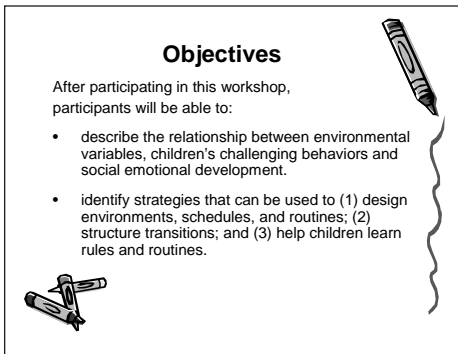 Objectives
After participating in this workshop,
participants will be able to:
• describe the relationship between environmental
variables, children’s challenging behaviors and
social emotional development.
• identify strategies that can be used to (1) design
environments, schedules, and routines; (2)
structure transitions; and (3) help children learn
rules and routines.